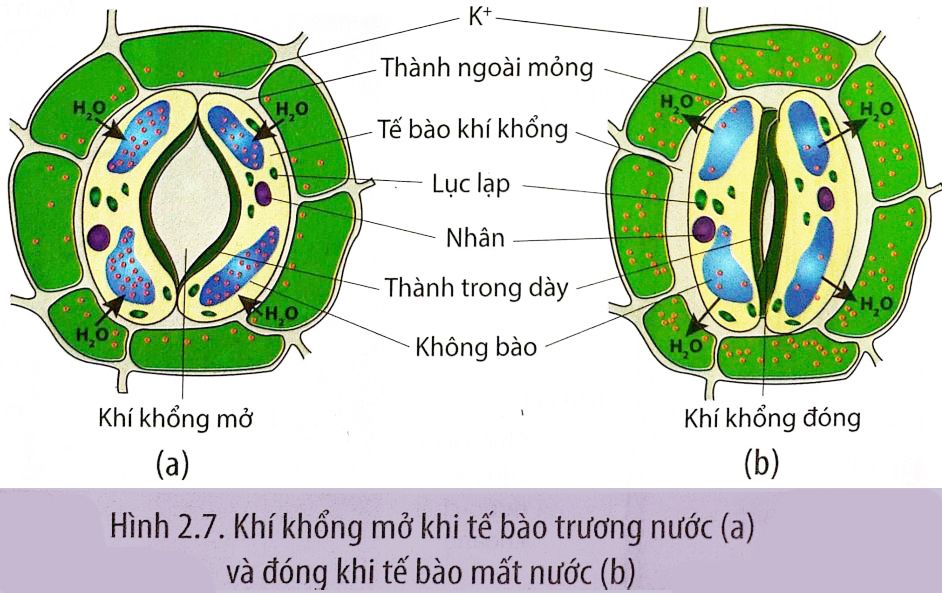 K⁺
Thành ngoài mỏng
H₂O
H₂O
H₂O
H₂O
Tế bào khí khổng
Lục lạp
Nhân
Thành trong dày
H₂O
H₂O
H₂O
H₂O
Không bào
Khí khổng mở
Khí khổng đóng
(a)
(b)
Hình 2.7. Khí khổng mở khi tế bào trương nước (a)
và đóng khi tế bào mất nước (b)